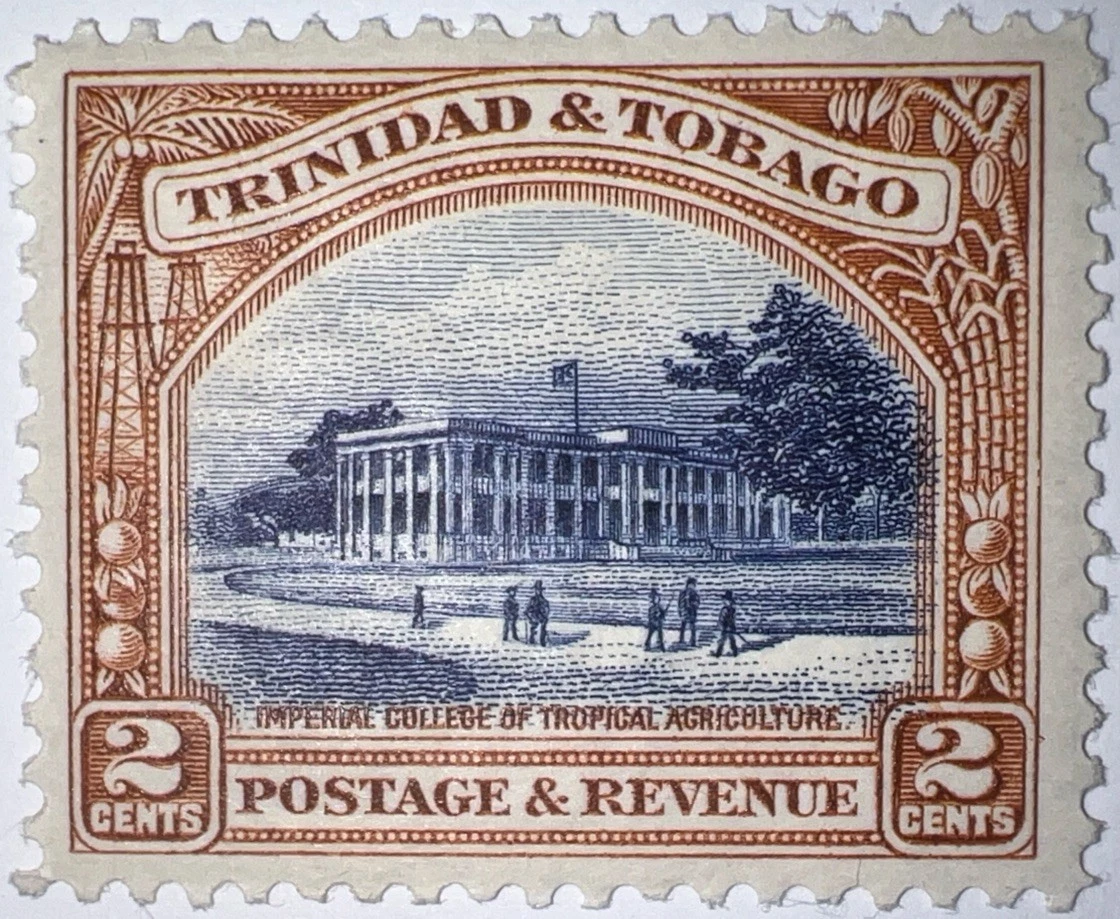 TRINIDAD & TOBAGO
IMPERIAL COLLEGE OF TROPICAL AGRICULTURE.
2 CENTS
POSTAGE & REVENUE
2 CENTS